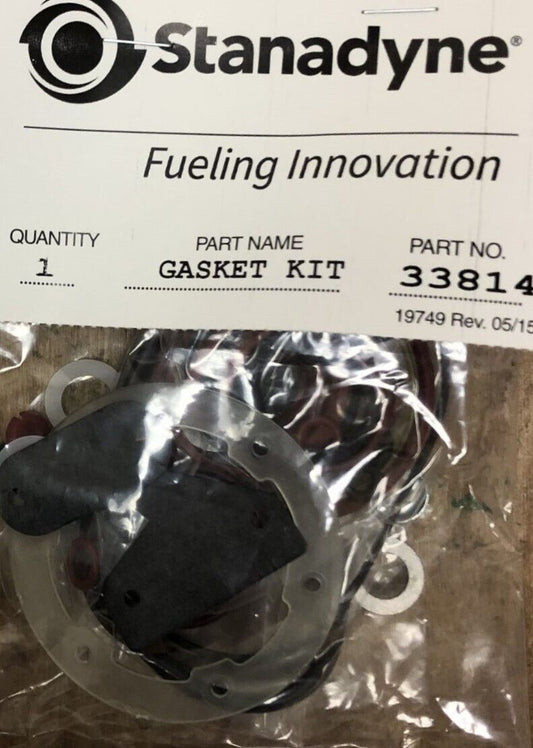 Stanadyne®
Fueling Innovation
QUANTITY PART NAME PART NO.
1 GASKET KIT 33814
19749 Rev. 05/15